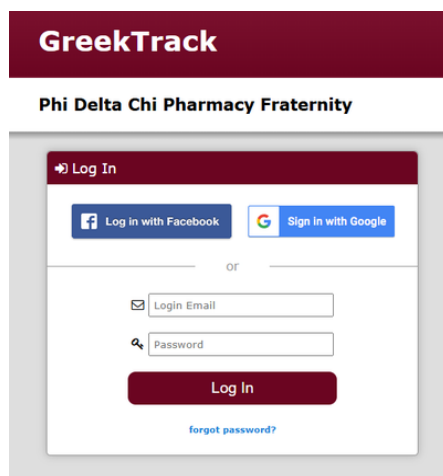 GreekTrack
Phi Delta Chi Pharmacy Fraternity
Log In
Log in with Facebook
Sign in with Google
or
Login Email
Password
Log In
forgot password?